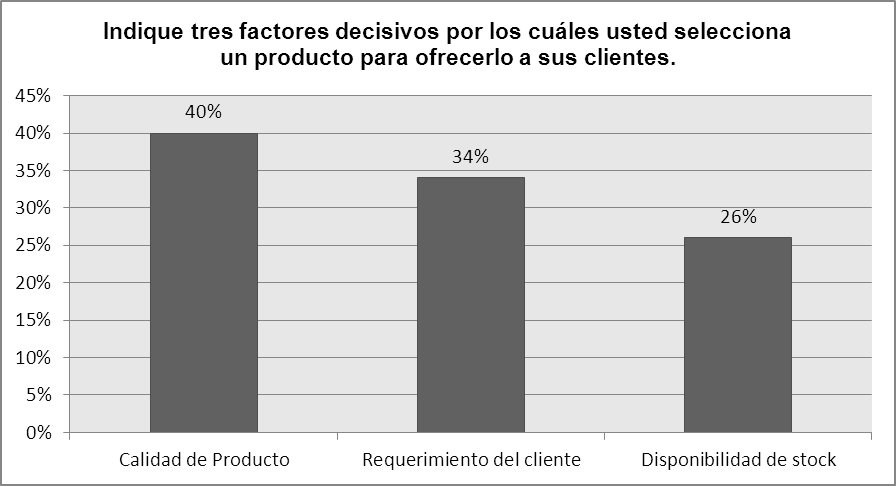 Indique tres factores decisivos por los cuáles usted selecciona
un producto para ofrecerlo a sus clientes.
45%
40%
35%
30%
25%
20%
15%
10%
5%
0%
40%
34%
26%
Calidad de Producto
Requerimiento del cliente
Disponibilidad de stock